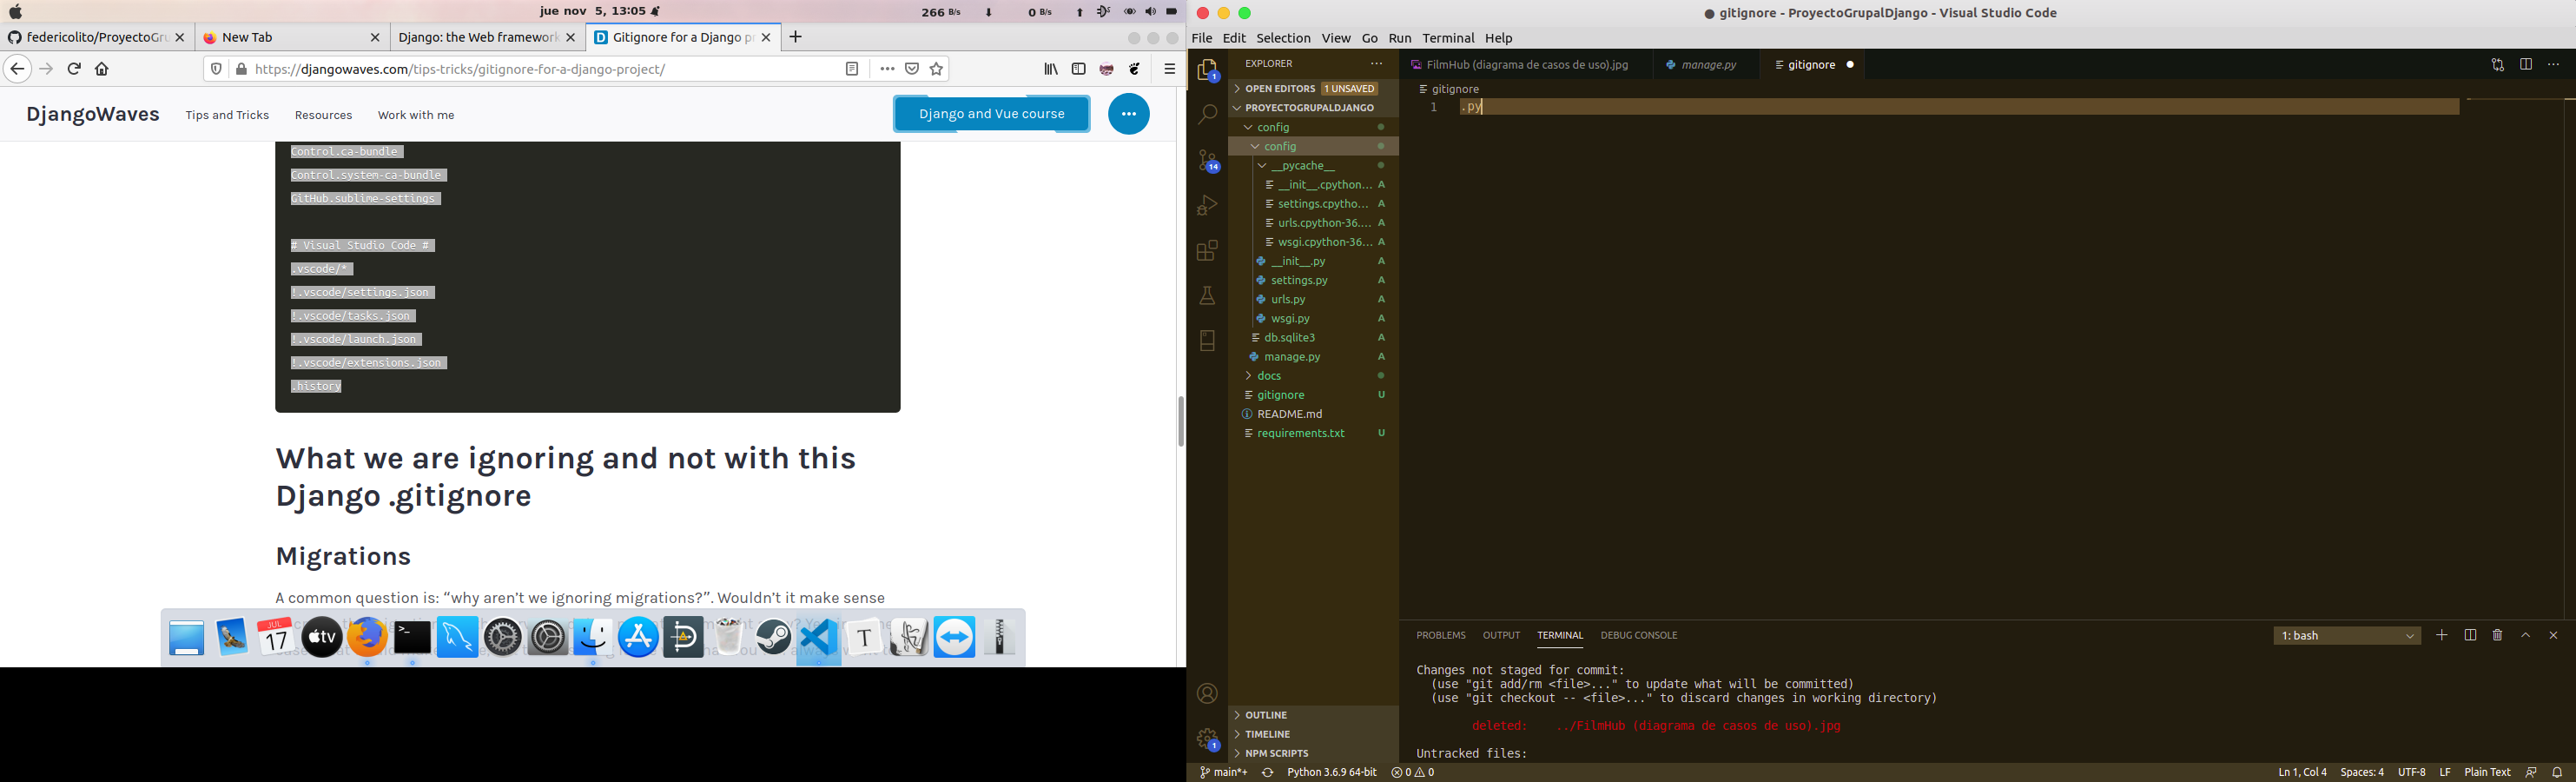 jue nov 5, 13:05
266 B/s
0 B/s
federicolito/ProyectoGru
New Tab
Django: the Web framework
Gitignore for a Django pr
https://djangowaves.com/tips-tricks/gitignore-for-a-django-project/
DjangoWaves
Tips and Tricks
Resources
Work with me
Django and Vue course
Control.ca-bundle
Control.system-ca-bundle
GitHub.sublime-settings
# Visual Studio Code #
.vscode/*
!.vscode/settings.json
!.vscode/tasks.json
!.vscode/launch.json
!.vscode/extensions.json
.history
What we are ignoring and not with this
Django .gitignore
Migrations
A common question is: “why aren’t we ignoring migrations?”. Wouldn’t it make sense
JUL
17
tv
>_
T
● gitignore - ProyectoGrupalDjango - Visual Studio Code
File Edit Selection View Go Run Terminal Help
1
14
1
EXPLORER
OPEN EDITORS 1 UNSAVED
PROYECTOGRUPALDJANGO
config
config
__pycache__
__init__.cpython... A
settings.cpytho... A
urls.cpython-36.... A
wsgi.cpython-36... A
__init__.py A
settings.py A
urls.py A
wsgi.py A
db.sqlite3 A
manage.py A
docs
gitignore U
README.md
requirements.txt U
OUTLINE
TIMELINE
NPM SCRIPTS
FilmHub (diagrama de casos de uso).jpg
manage.py
gitignore
gitignore
1 .py
PROBLEMS OUTPUT TERMINAL DEBUG CONSOLE
1: bash
Changes not staged for commit:
(use "git add/rm <file>..." to update what will be committed)
(use "git checkout -- <file>..." to discard changes in working directory)
deleted: ../FilmHub (diagrama de casos de uso).jpg
Untracked files:
main*+ Python 3.6.9 64-bit 0 0
Ln 1, Col 4 Spaces: 4 UTF-8 LF Plain Text